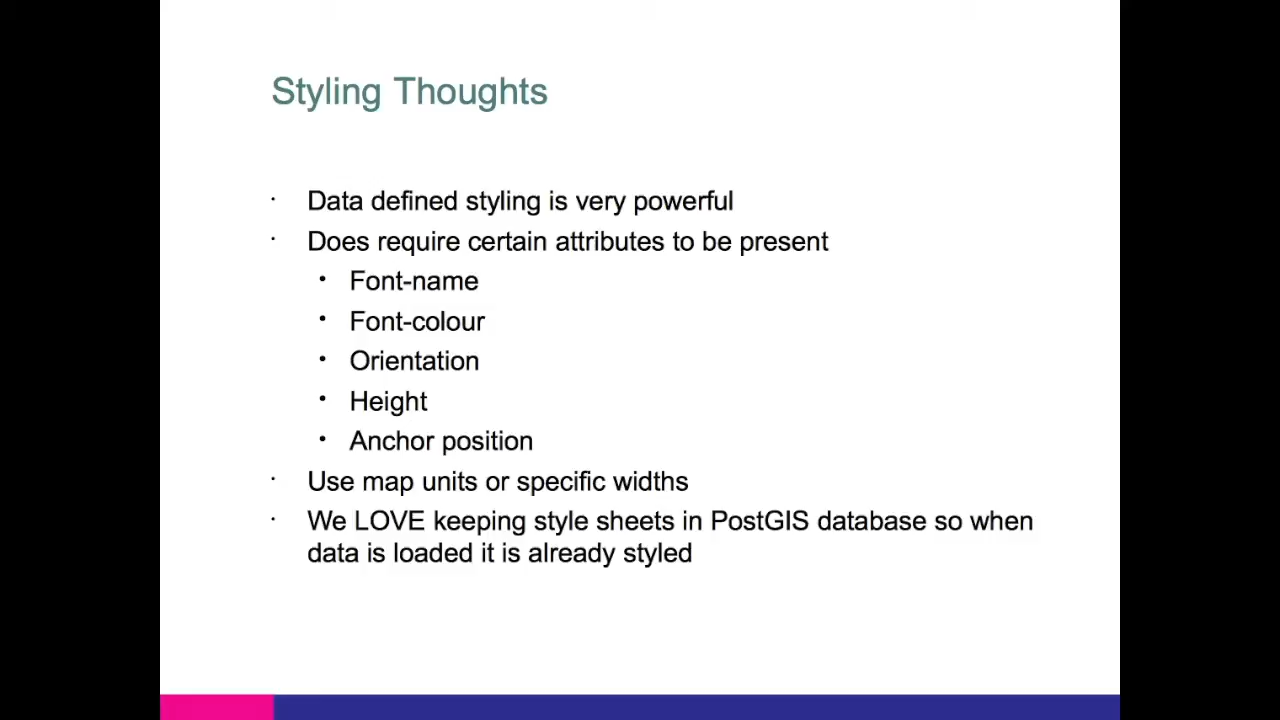 Styling Thoughts
· Data defined styling is very powerful
· Does require certain attributes to be present
• Font-name
• Font-colour
• Orientation
• Height
• Anchor position
· Use map units or specific widths
· We LOVE keeping style sheets in PostGIS database so when
data is loaded it is already styled